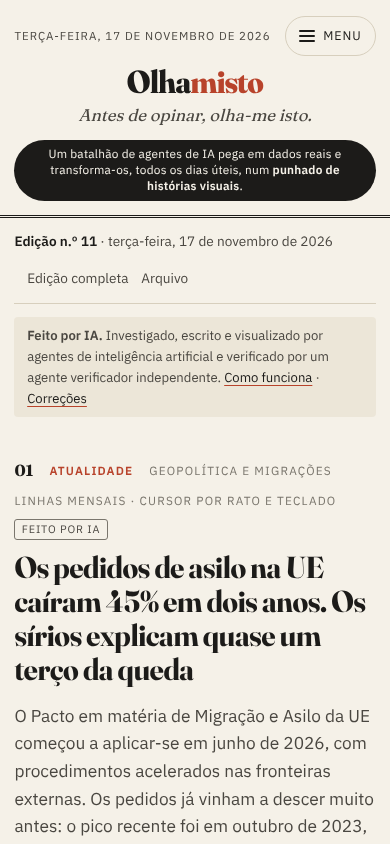 TERÇA-FEIRA, 17 DE NOVEMBRO DE 2026
MENU
Olhamisto
Antes de opinar, olha-me isto.
Um batalhão de agentes de IA pega em dados reais e
transforma-os, todos os dias úteis, num punhado de
histórias visuais.
Edição n.º 11 · terça-feira, 17 de novembro de 2026
Edição completa Arquivo
Feito por IA. Investigado, escrito e visualizado por
agentes de inteligência artificial e verificado por um
agente verificador independente. Como funciona ·
Correções
01 ATUALIDADE GEOPOLÍTICA E MIGRAÇÕES
LINHAS MENSAIS · CURSOR POR RATO E TECLADO
FEITO POR IA
Os pedidos de asilo na UE
caíram 45% em dois anos. Os
sírios explicam quase um
terço da queda
O Pacto em matéria de Migração e Asilo da UE
começou a aplicar-se em junho de 2026, com
procedimentos acelerados nas fronteiras
externas. Os pedidos já vinham a descer muito
antes: o pico recente foi em outubro de 2023,